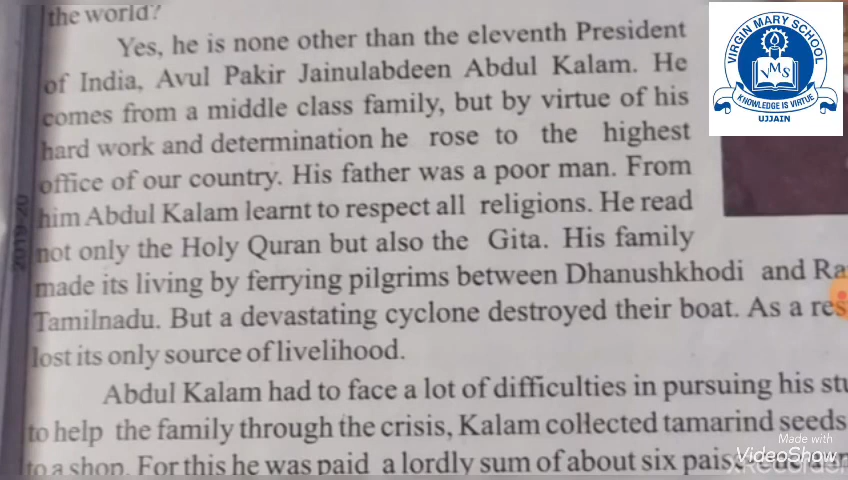 the world?
Yes, he is none other than the eleventh President
of India, Avul Pakir Jainulabdeen Abdul Kalam. He
comes from a middle class family, but by virtue of his
hard work and determination he rose to the highest
office of our country. His father was a poor man. From
him Abdul Kalam learnt to respect all religions. He read
not only the Holy Quran but also the Gita. His family
made its living by ferrying pilgrims between Dhanushkhodi and Ra
Tamilnadu. But a devastating cyclone destroyed their boat. As a res
lost its only source of livelihood.
Abdul Kalam had to face a lot of difficulties in pursuing his stu
to help the family through the crisis, Kalam collected tamarind seeds
to a shop. For this he was paid a lordly sum of about six pais
2019-20
VIRGIN MARY SCHOOL
VMS
KNOWLEDGE IS VIRTUE
UJJAIN
Made with
VideoShow